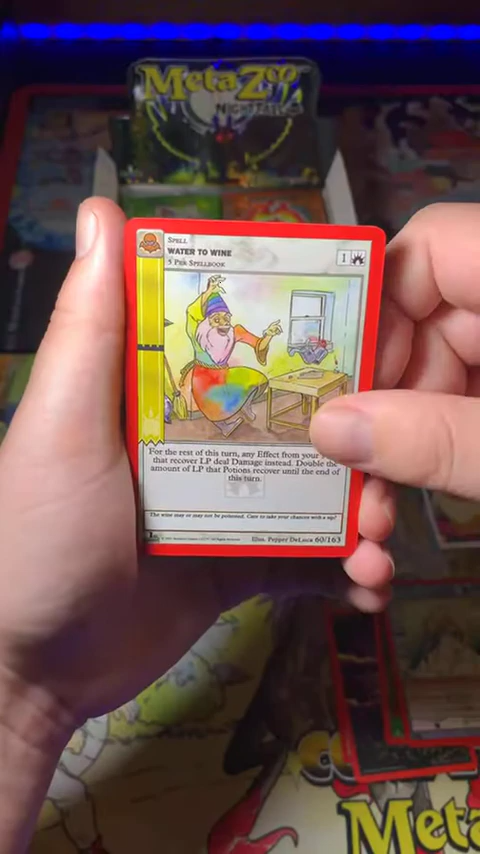 MetaZoo
NIGHTFALL
SPELL
WATER TO WINE
5 PER SPELLBOOK
1
For the rest of this turn, any Effect from your
that recover LP deal Damage instead. Double the
amount of LP that Potions recover until the end of
this turn.
The wine may or may not be poisoned. Care to take your chances with a sip?
Illus. Pepper DeLuca 60/163
Meta